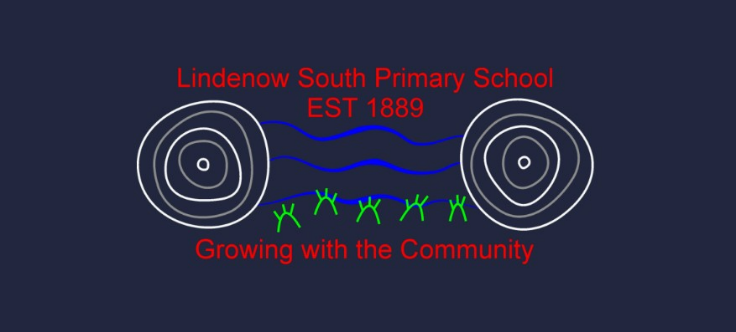 Lindenow South Primary School
EST 1889
Growing with the Community